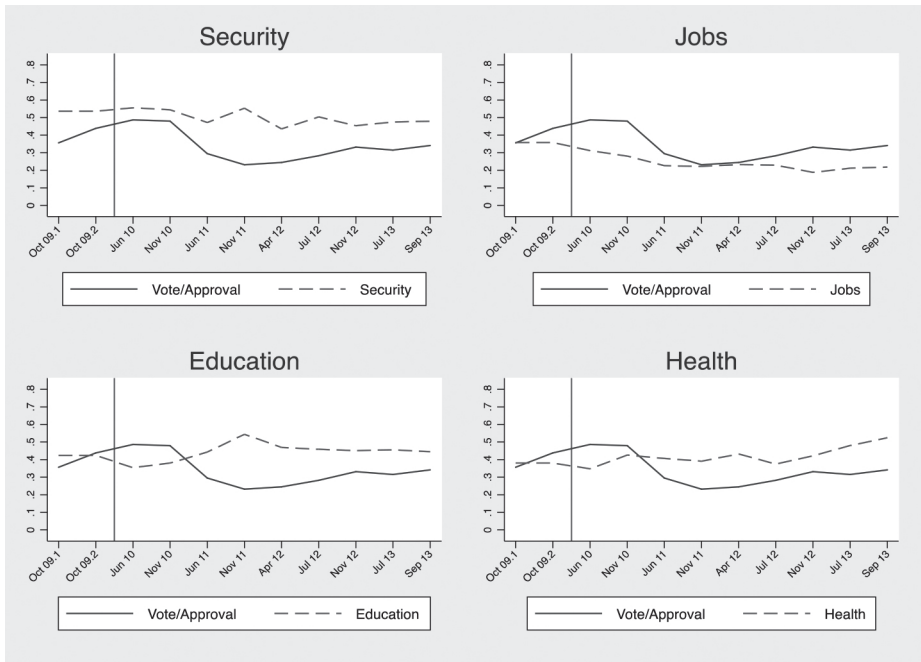 Security
.8
.7
.6
.5
.4
.3
.2
.1
0
Oct 09.1
Oct 09.2
Jun 10
Nov 10
Jun 11
Nov 11
Apr 12
Jul 12
Nov 12
Jul 13
Sep 13
Vote/Approval Security
Jobs
.8
.7
.6
.5
.4
.3
.2
.1
0
Oct 09.1
Oct 09.2
Jun 10
Nov 10
Jun 11
Nov 11
Apr 12
Jul 12
Nov 12
Jul 13
Sep 13
Vote/Approval Jobs
Education
.8
.7
.6
.5
.4
.3
.2
.1
0
Oct 09.1
Oct 09.2
Jun 10
Nov 10
Jun 11
Nov 11
Apr 12
Jul 12
Nov 12
Jul 13
Sep 13
Vote/Approval Education
Health
.8
.7
.6
.5
.4
.3
.2
.1
0
Oct 09.1
Oct 09.2
Jun 10
Nov 10
Jun 11
Nov 11
Apr 12
Jul 12
Nov 12
Jul 13
Sep 13
Vote/Approval Health